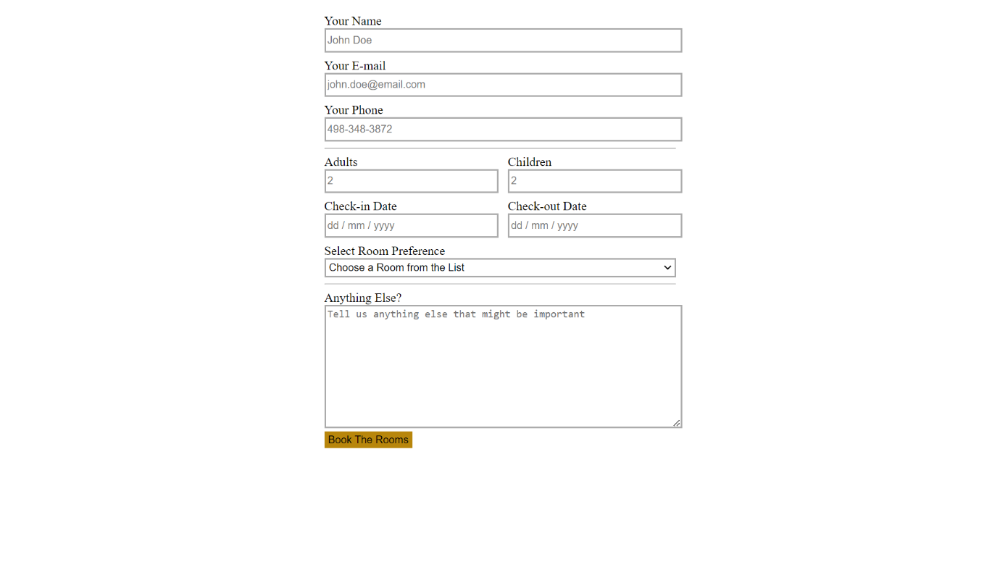 Your Name
John Doe
Your E-mail
john.doe@email.com
Your Phone
498-348-3872
Adults
Children
2
2
Check-in Date
Check-out Date
dd / mm / yyyy
dd / mm / yyyy
Select Room Preference
Choose a Room from the List
Anything Else?
Tell us anything else that might be important
Book The Rooms